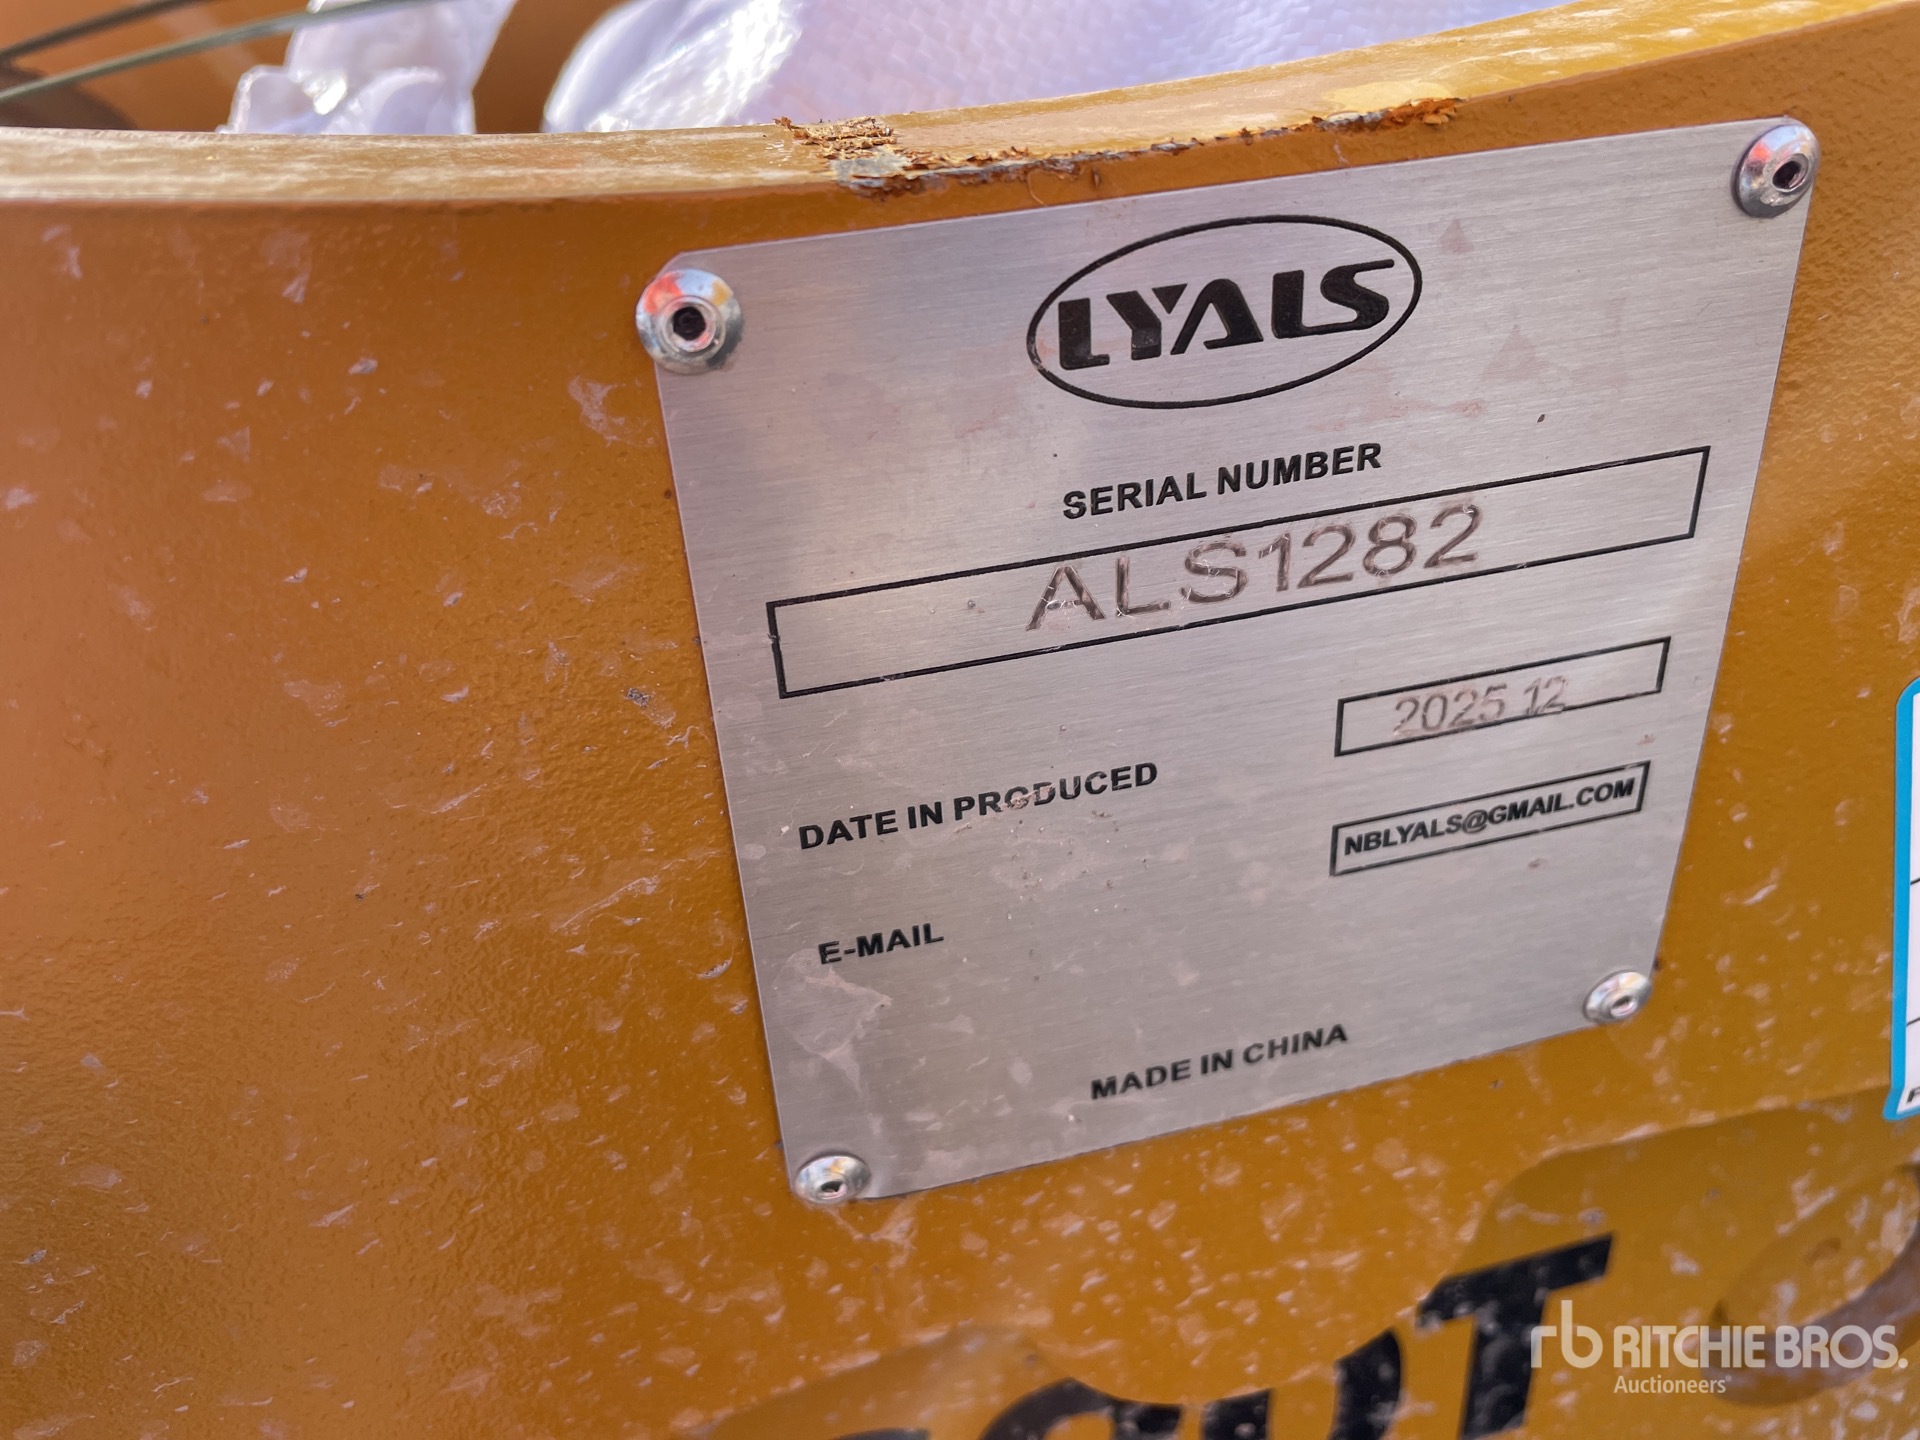 LYALS
SERIAL NUMBER
ALS1282
2025 12
DATE IN PRODUCED
NBLYALS@GMAIL.COM
E-MAIL
MADE IN CHINA
rb RITCHIE BROS.
Auctioneers